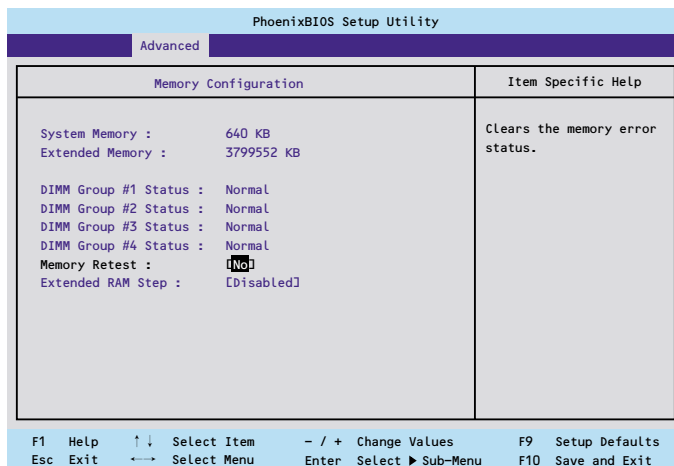 PhoenixBIOS Setup Utility
Advanced
Memory Configuration
Item Specific Help
System Memory : 640 KB
Extended Memory : 3799552 KB
DIMM Group #1 Status : Normal
DIMM Group #2 Status : Normal
DIMM Group #3 Status : Normal
DIMM Group #4 Status : Normal
Memory Retest : [No]
Extended RAM Step : [Disabled]
Clears the memory error
status.
F1 Help ↑↓ Select Item - / + Change Values F9 Setup Defaults
Esc Exit ←→ Select Menu Enter Select ▶ Sub-Menu F10 Save and Exit